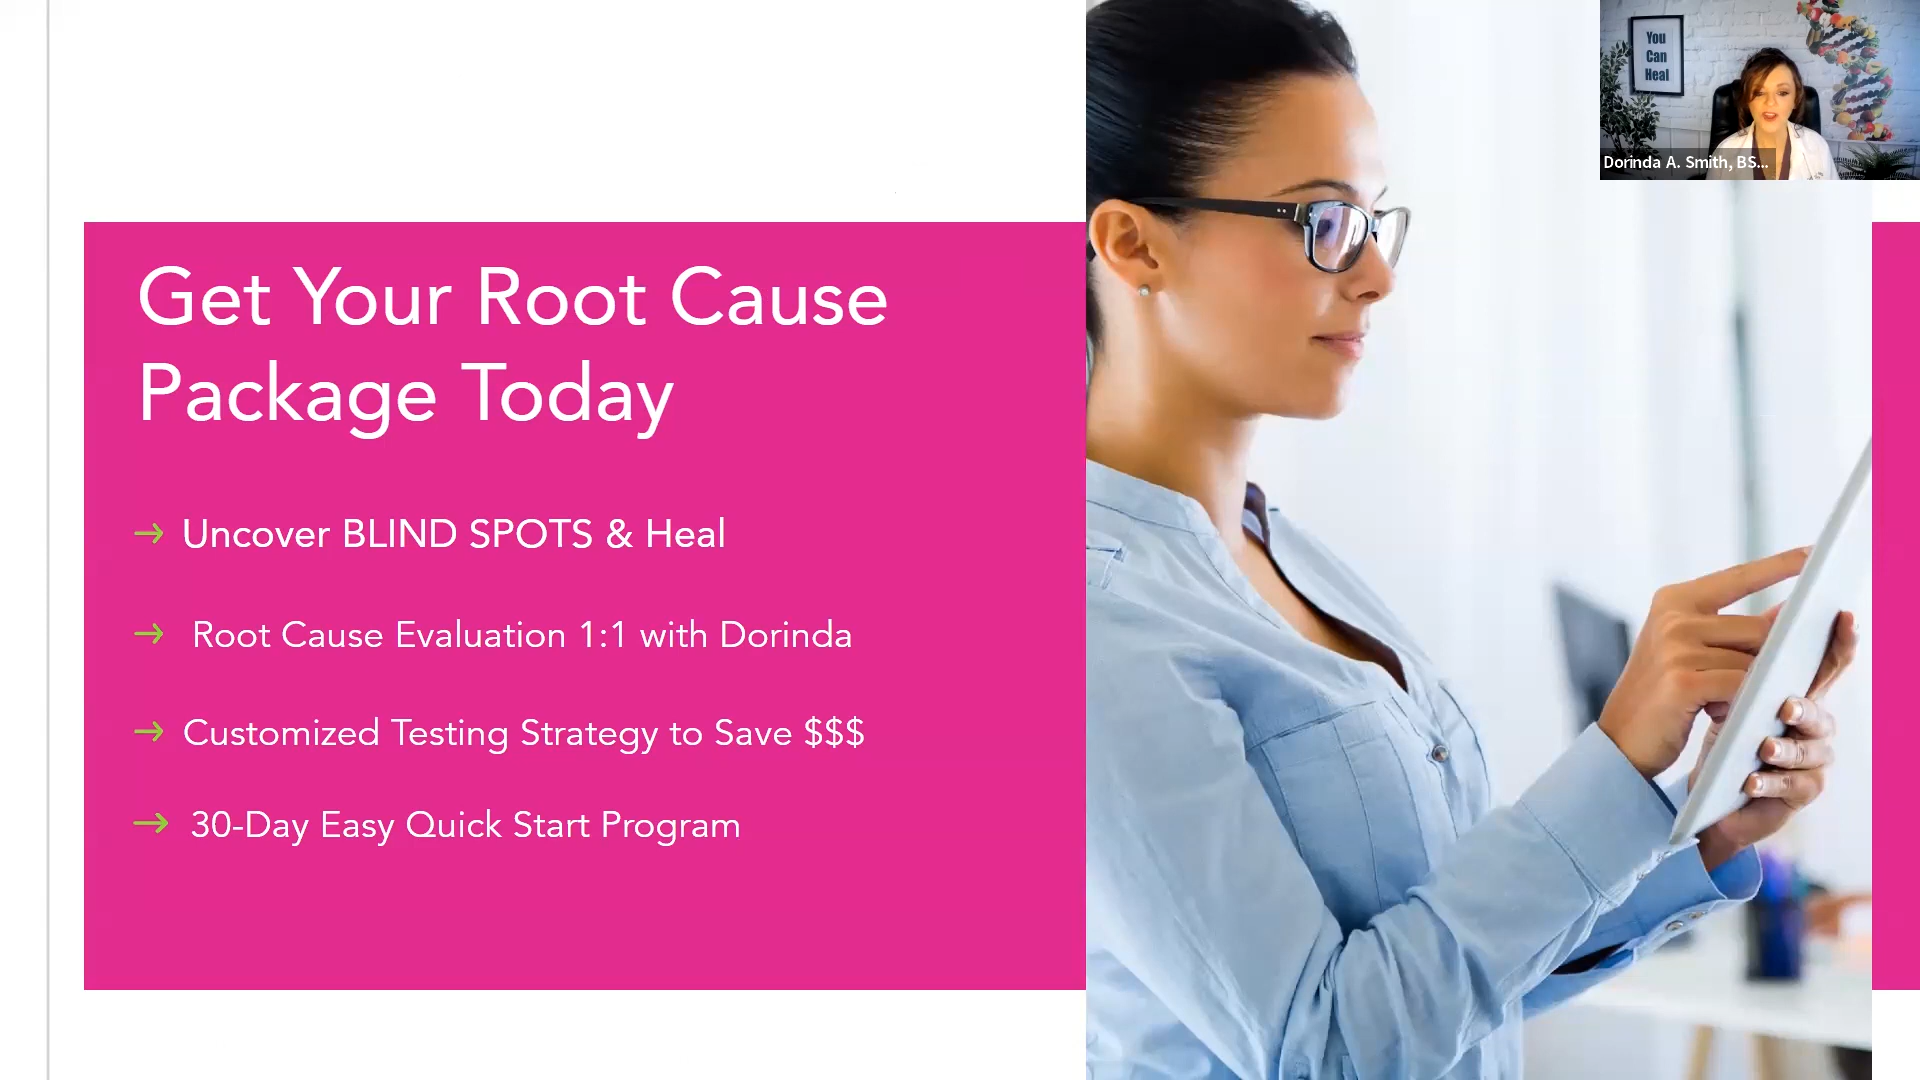 You
Can
Heal
Dorinda A. Smith, BS...
Get Your Root Cause
Package Today
→ Uncover BLIND SPOTS & Heal
→ Root Cause Evaluation 1:1 with Dorinda
→ Customized Testing Strategy to Save $$$
→ 30-Day Easy Quick Start Program